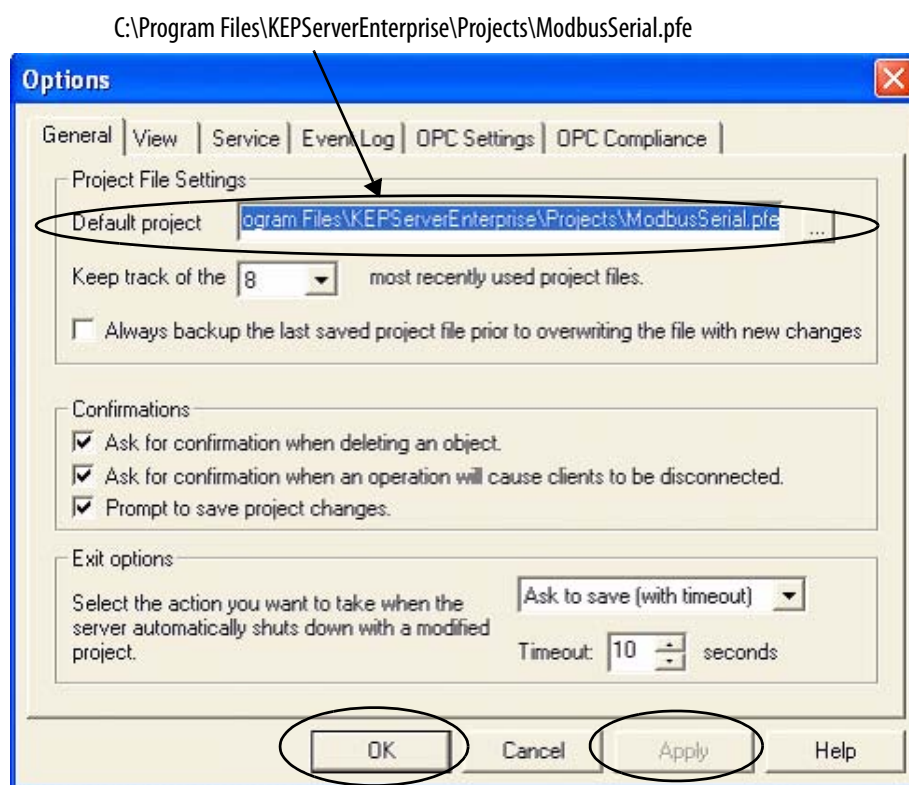 C:\Program Files\KEPServerEnterprise\Projects\ModbusSerial.pfe
Options
General View Service Event Log OPC Settings OPC Compliance
Project File Settings
Default project ogram Files\KEPServerEnterprise\Projects\ModbusSerial.pfe ...
Keep track of the 8 most recently used project files.
Always backup the last saved project file prior to overwriting the file with new changes
Confirmations
Ask for confirmation when deleting an object.
Ask for confirmation when an operation will cause clients to be disconnected.
Prompt to save project changes.
Exit options
Select the action you want to take when the
server automatically shuts down with a modified
project.
Ask to save (with timeout)
Timeout: 10 seconds
OK Cancel Apply Help